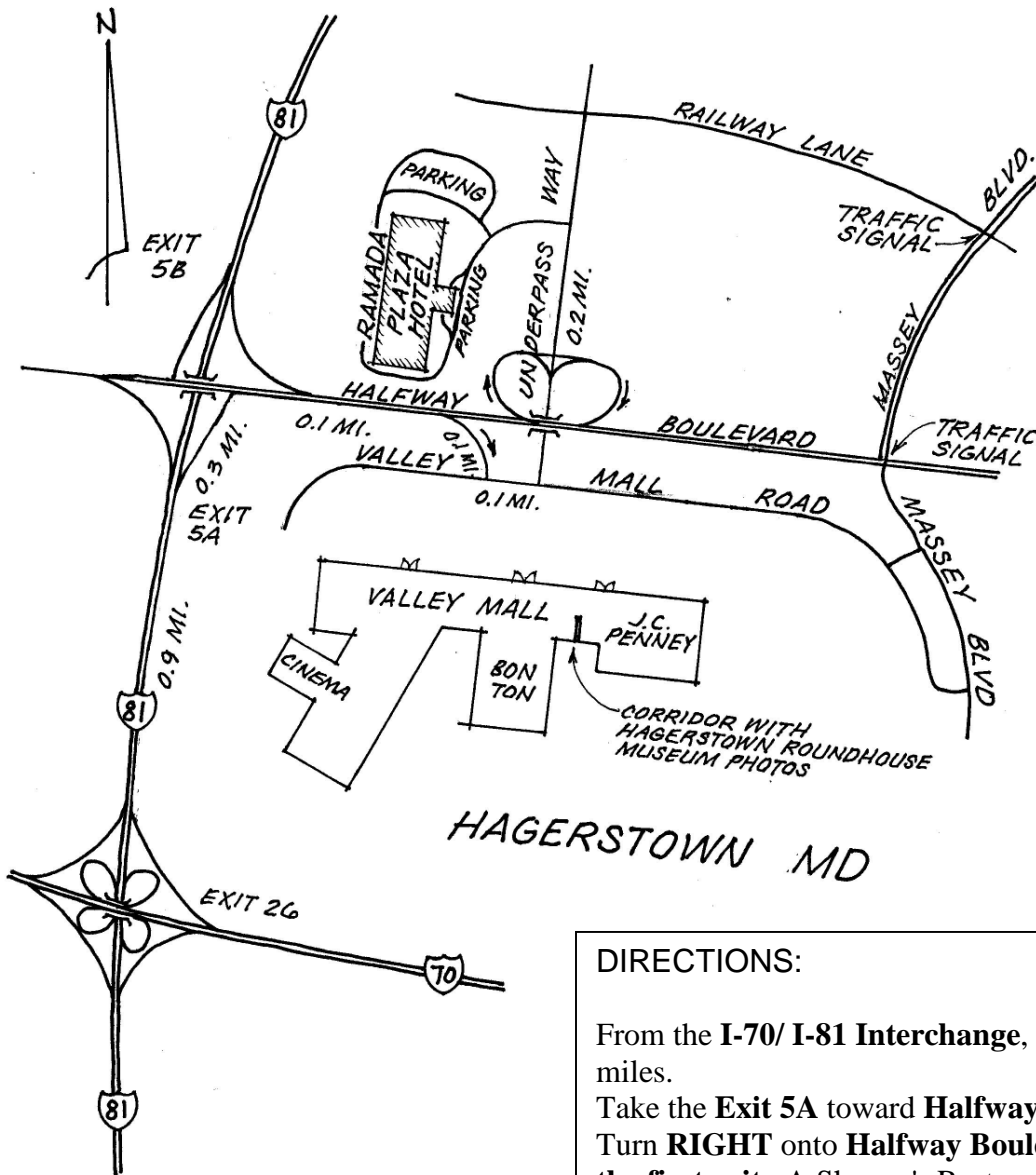 N
81
RAILWAY LANE
BLVD.
PARKING
WAY
TRAFFIC
SIGNAL
EXIT
5B
RAMADA
PLAZA
HOTEL
PARKING
UNDERPASS
0.2 MI.
MASSEY
HALFWAY
BOULEVARD
0.1 MI.
0.1 MI.
TRAFFIC
SIGNAL
0.3 MI.
VALLEY
MALL
ROAD
EXIT
5A
0.1 MI.
MASSEY
BLVD
VALLEY MALL
J.C.
PENNEY
0.9 MI.
CINEMA
BON
TON
81
CORRIDOR WITH
HAGERSTOWN ROUNDHOUSE
MUSEUM PHOTOS
HAGERSTOWN MD
EXIT 26
70
81
DIRECTIONS:
From the I-70/ I-81 Interchange,
miles.
Take the Exit 5A toward Halfway
Turn RIGHT onto Halfway